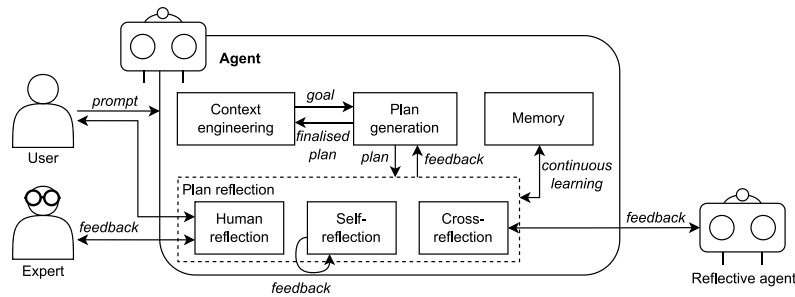 Agent
prompt
User
Context
engineering
goal
finalised
plan
Plan
generation
Memory
plan
feedback
continuous
learning
Plan reflection
Human
reflection
Self-
reflection
Cross-
reflection
feedback
Expert
feedback
feedback
Reflective agent